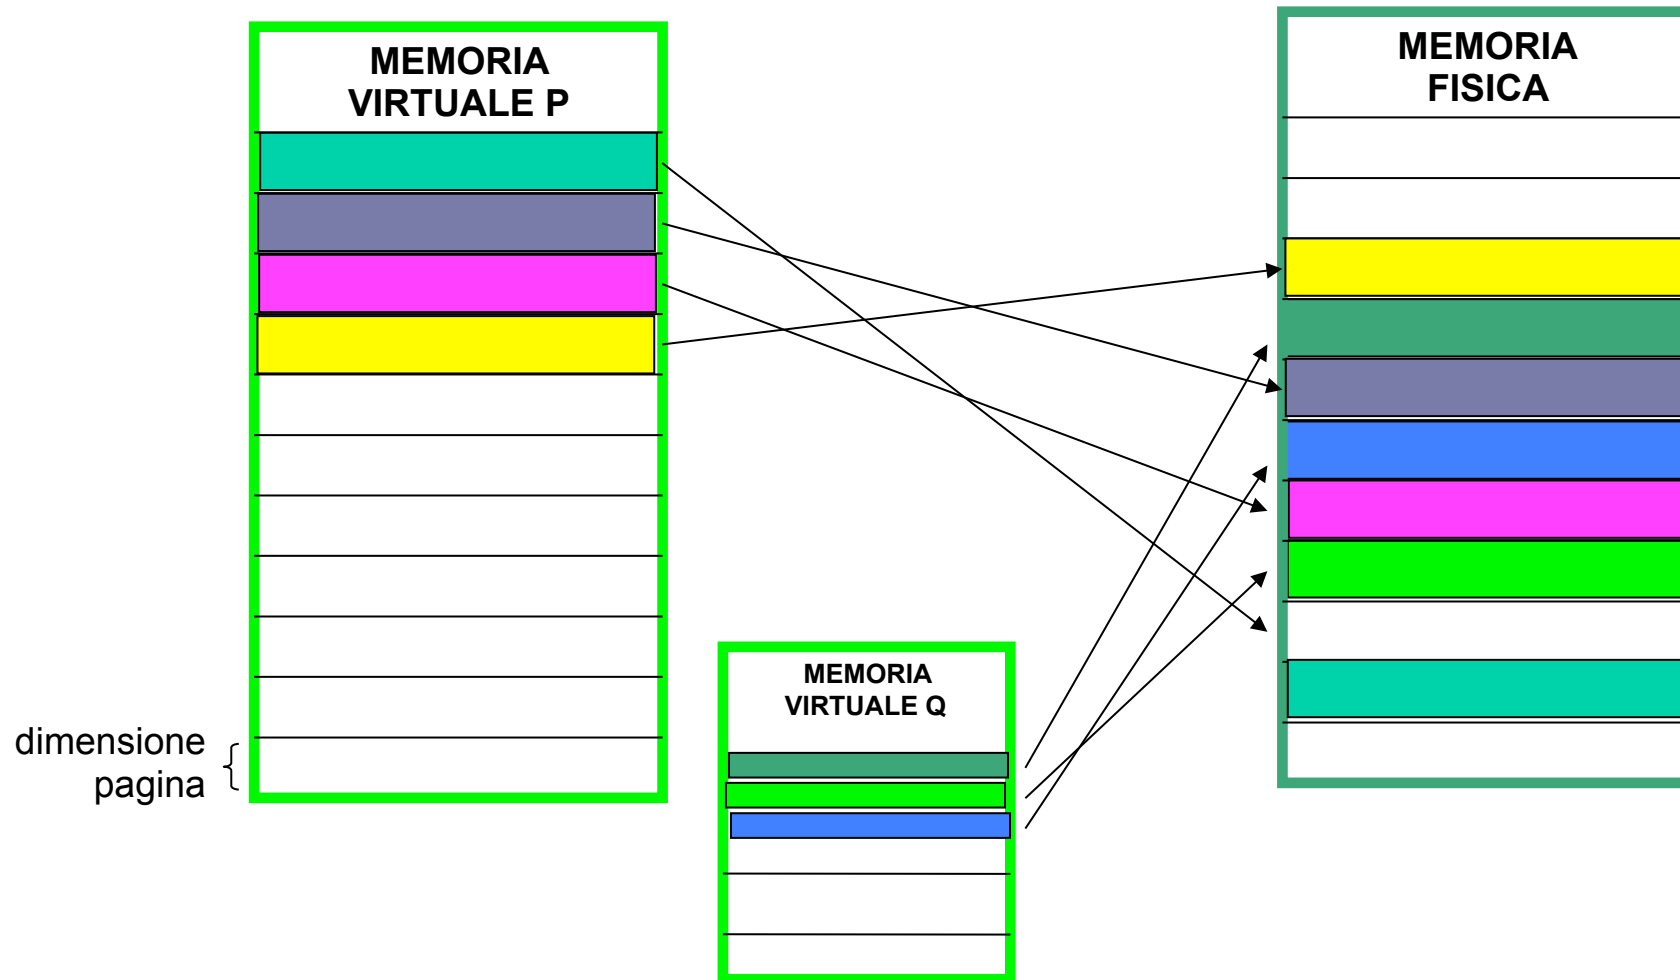 MEMORIA
VIRTUALE P
MEMORIA
FISICA
MEMORIA
VIRTUALE Q
dimensione
pagina